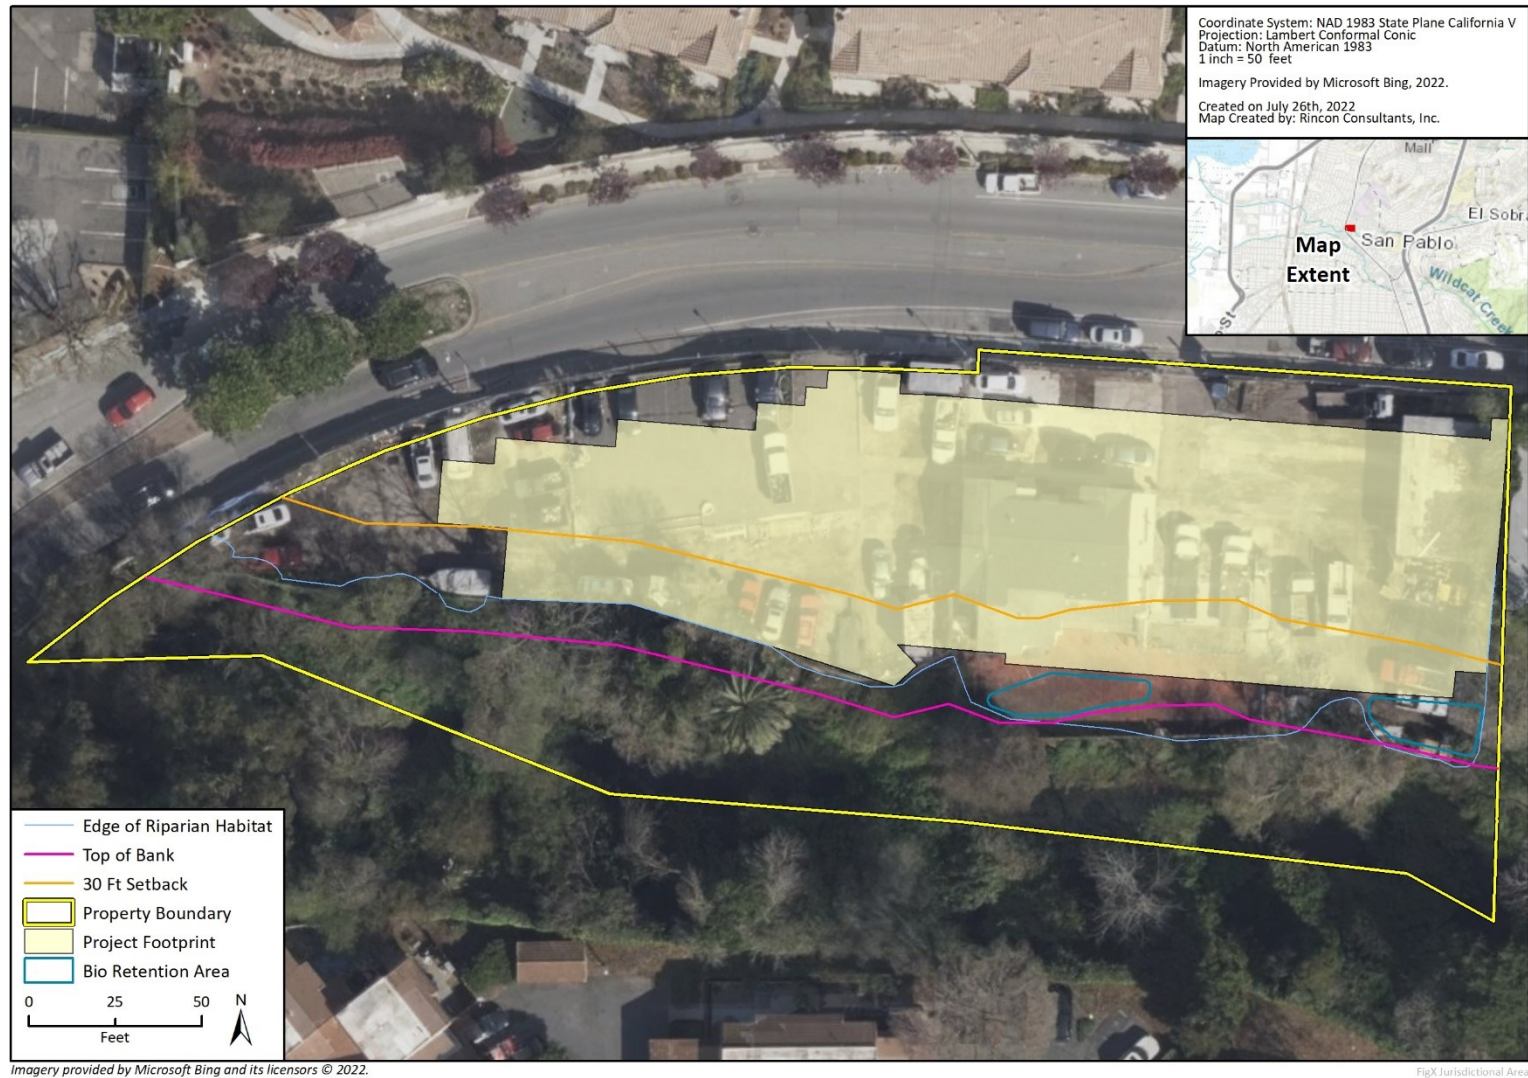 Coordinate System: NAD 1983 State Plane California V
Projection: Lambert Conformal Conic
Datum: North American 1983
1 inch = 50 feet
Imagery Provided by Microsoft Bing, 2022.
Created on July 26th, 2022
Map Created by: Rincon Consultants, Inc.
Mall
El Sobra
San Pablo
Map
Extent
Wildcat Creek
St
Edge of Riparian Habitat
Top of Bank
30 Ft Setback
Property Boundary
Project Footprint
Bio Retention Area
0 25 50 N
Feet
Imagery provided by Microsoft Bing and its licensors © 2022.
FigX Jurisdictional Area